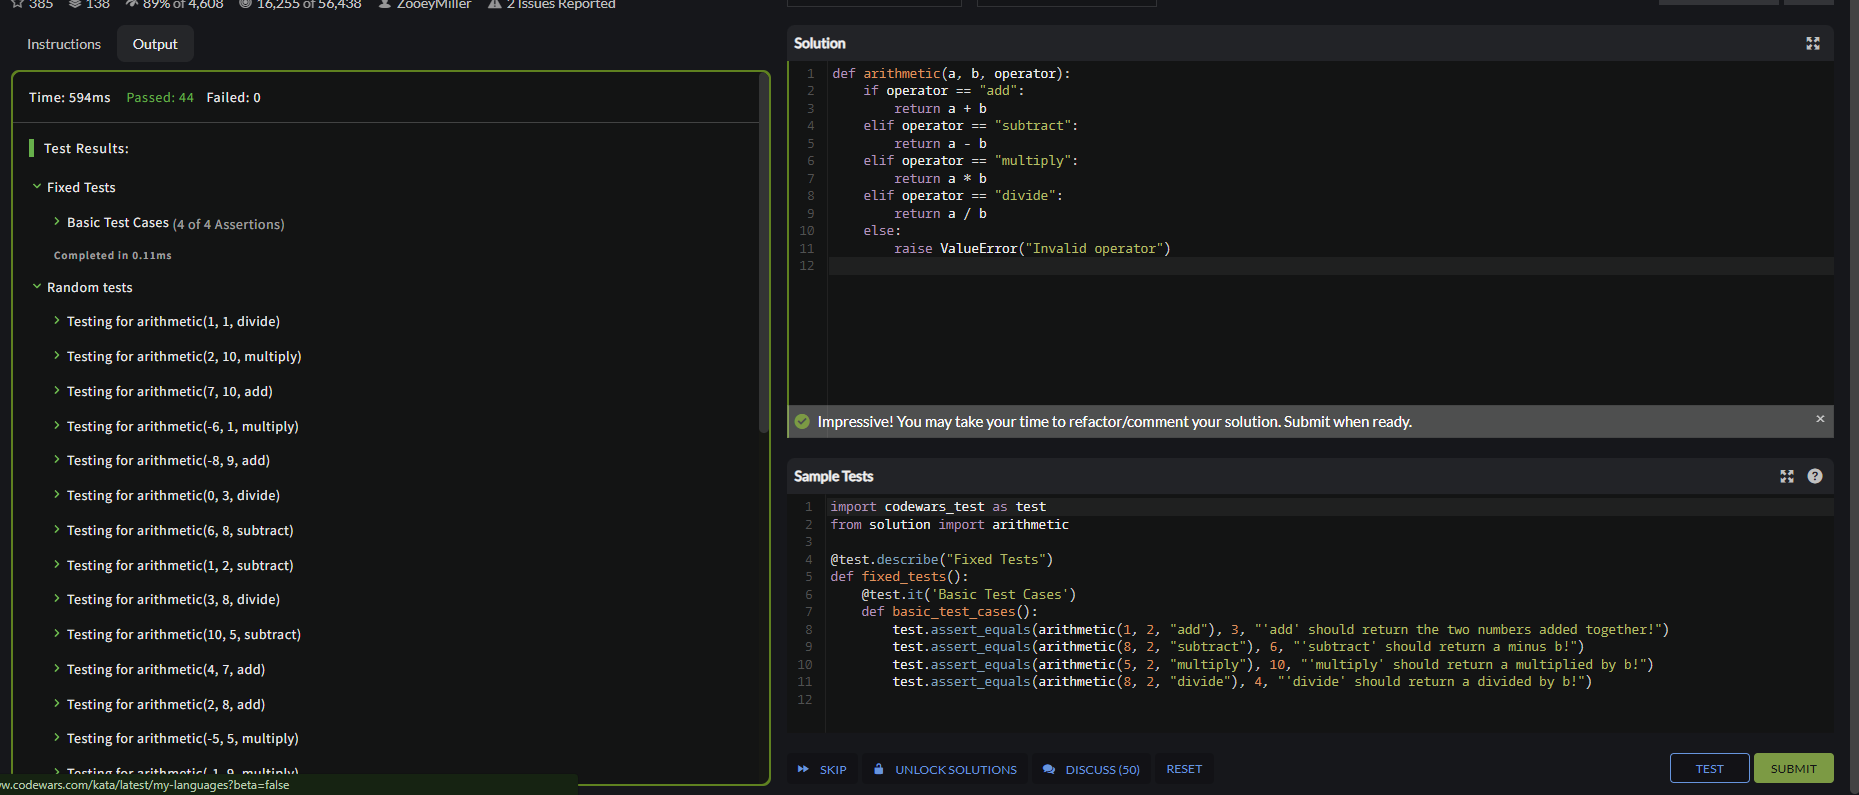 385 138 89% of 4,608 16,255 of 56,438 ZooeyMiller 2 Issues Reported
Instructions Output
Time: 594ms Passed: 44 Failed: 0
Test Results:
Fixed Tests
Basic Test Cases (4 of 4 Assertions)
Completed in 0.11ms
Random tests
Testing for arithmetic(1, 1, divide)
Testing for arithmetic(2, 10, multiply)
Testing for arithmetic(7, 10, add)
Testing for arithmetic(-6, 1, multiply)
Testing for arithmetic(-8, 9, add)
Testing for arithmetic(0, 3, divide)
Testing for arithmetic(6, 8, subtract)
Testing for arithmetic(1, 2, subtract)
Testing for arithmetic(3, 8, divide)
Testing for arithmetic(10, 5, subtract)
Testing for arithmetic(4, 7, add)
Testing for arithmetic(2, 8, add)
Testing for arithmetic(-5, 5, multiply)
Testing for arithmetic(-1, 9, multiply)
w.codewars.com/kata/latest/my-languages?beta=false
Solution
1 def arithmetic(a, b, operator):
2     if operator == "add":
3         return a + b
4     elif operator == "subtract":
5         return a - b
6     elif operator == "multiply":
7         return a * b
8     elif operator == "divide":
9         return a / b
10     else:
11         raise ValueError("Invalid operator")
12
Impressive! You may take your time to refactor/comment your solution. Submit when ready. ×
Sample Tests ?
1 import codewars_test as test
2 from solution import arithmetic
3
4 @test.describe("Fixed Tests")
5 def fixed_tests():
6     @test.it('Basic Test Cases')
7     def basic_test_cases():
8         test.assert_equals(arithmetic(1, 2, "add"), 3, "'add' should return the two numbers added together!")
9         test.assert_equals(arithmetic(8, 2, "subtract"), 6, "'subtract' should return a minus b!")
10         test.assert_equals(arithmetic(5, 2, "multiply"), 10, "'multiply' should return a multiplied by b!")
11         test.assert_equals(arithmetic(8, 2, "divide"), 4, "'divide' should return a divided by b!")
12
SKIP UNLOCK SOLUTIONS DISCUSS (50) RESET TEST SUBMIT